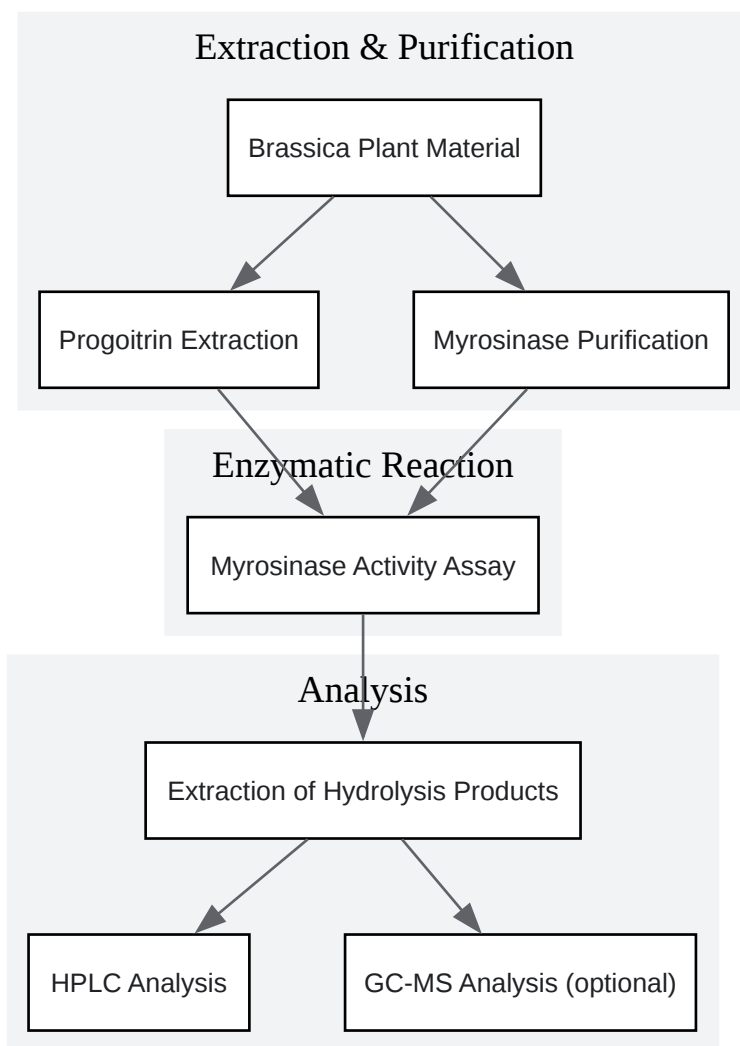 Extraction & Purification
Brassica Plant Material
Progoitrin Extraction
Myrosinase Purification
Enzymatic Reaction
Myrosinase Activity Assay
Analysis
Extraction of Hydrolysis Products
HPLC Analysis
GC-MS Analysis (optional)